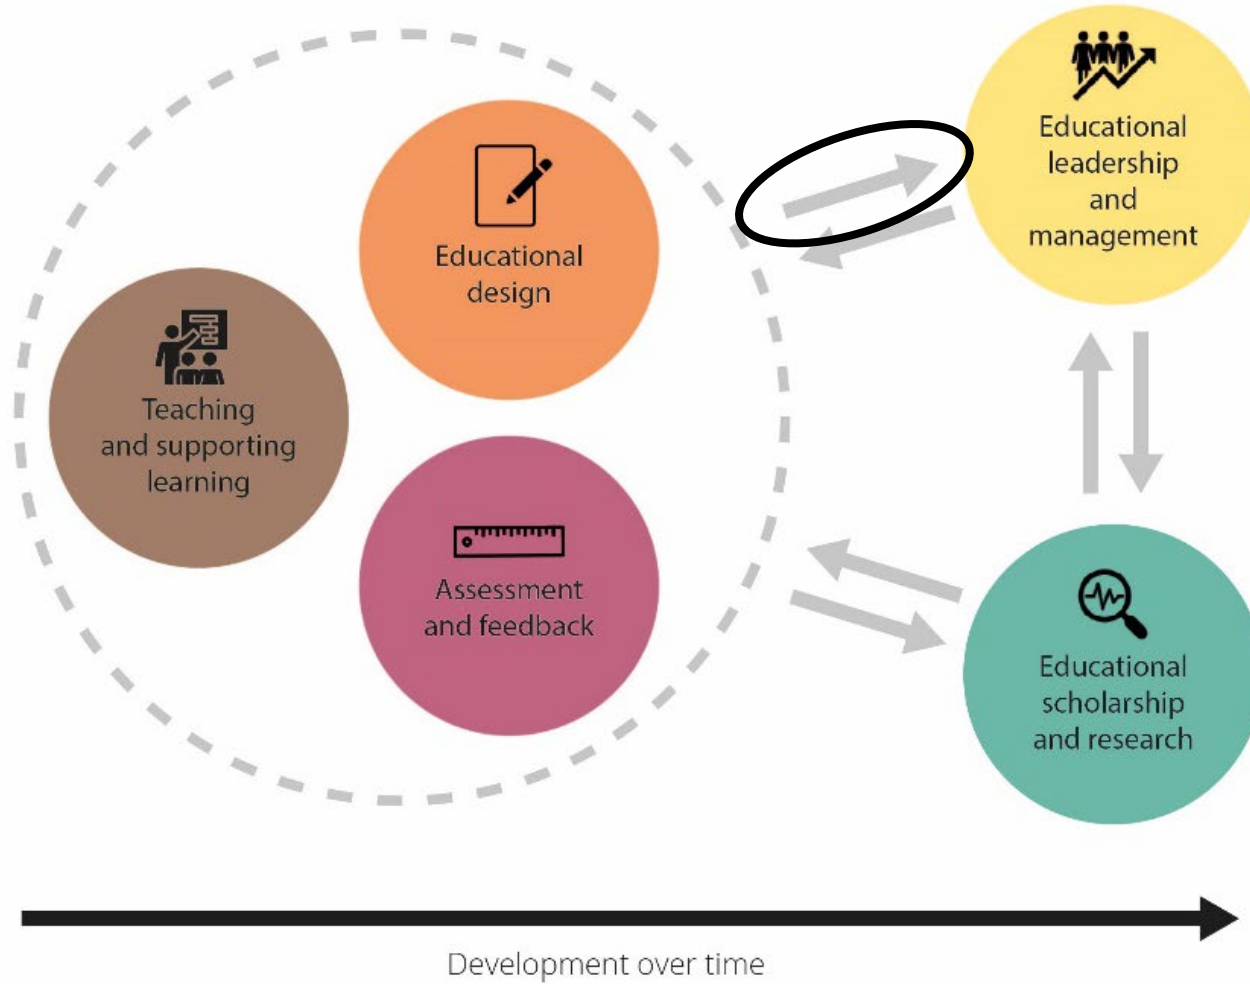 Educational
leadership
and
management
Educational
design
Teaching
and supporting
learning
Assessment
and feedback
Educational
scholarship
and research
Development over time